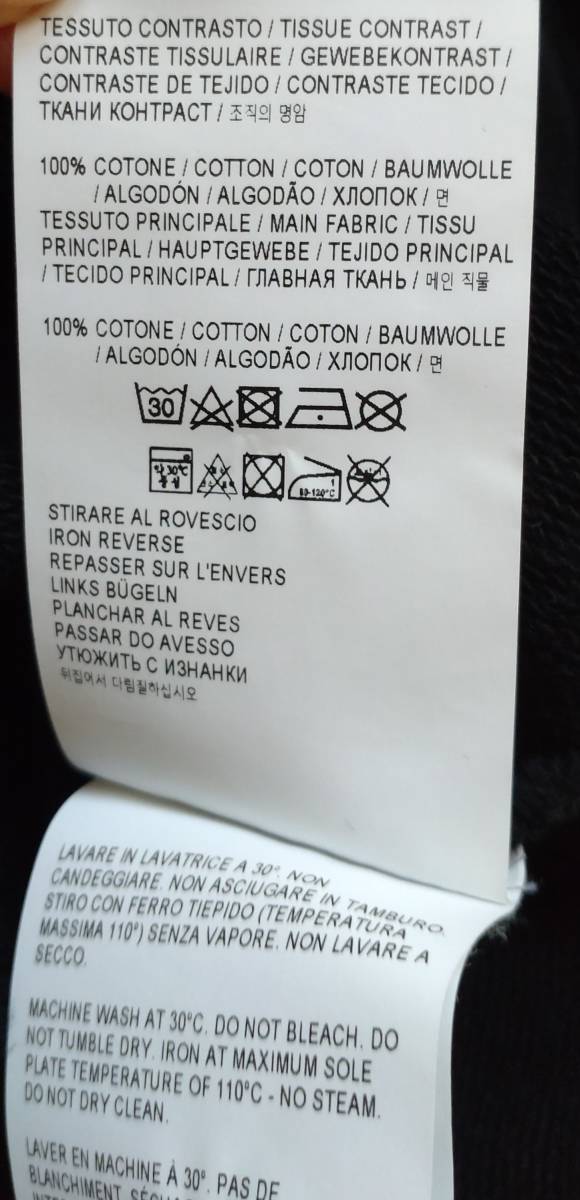 TESSUTO CONTRASTO / TISSUE CONTRAST /
CONTRASTE TISSULAIRE / GEWEBEKONTRAST /
CONTRASTE DE TEJIDO / CONTRASTE TECIDO /
ТКАНИ КОНТРАСТ / 조직의 명암
100% COTONE / COTTON / COTON / BAUMWOLLE
/ ALGODÓN / ALGODÃO / ХЛОПОК / 면
TESSUTO PRINCIPALE / MAIN FABRIC / TISSU
PRINCIPAL / HAUPTGEWEBE / TEJIDO PRINCIPAL
/ TECIDO PRINCIPAL / ГЛАВНАЯ ТКАНЬ / 메인 직물
100% COTONE / COTTON / COTON / BAUMWOLLE
/ ALGODÓN / ALGODÃO / ХЛОПОК / 면
30
약 30℃
중성
80-120°C
STIRARE AL ROVESCIO
IRON REVERSE
REPASSER SUR L'ENVERS
LINKS BÜGELN
PLANCHAR AL REVES
PASSAR DO AVESSO
УТЮЖИТЬ С ИЗНАНКИ
뒤집어서 다림질하십시오
LAVARE IN LAVATRICE A 30°. NON
CANDEGGIARE. NON ASCIUGARE IN TAMBURO.
STIRO CON FERRO TIEPIDO (TEMPERATURA
MASSIMA 110°) SENZA VAPORE. NON LAVARE A
SECCO.
MACHINE WASH AT 30°C. DO NOT BLEACH. DO
NOT TUMBLE DRY. IRON AT MAXIMUM SOLE
PLATE TEMPERATURE OF 110°C - NO STEAM.
DO NOT DRY CLEAN.
LAVER EN MACHINE À 30°. PAS DE
BLANCHIMENT